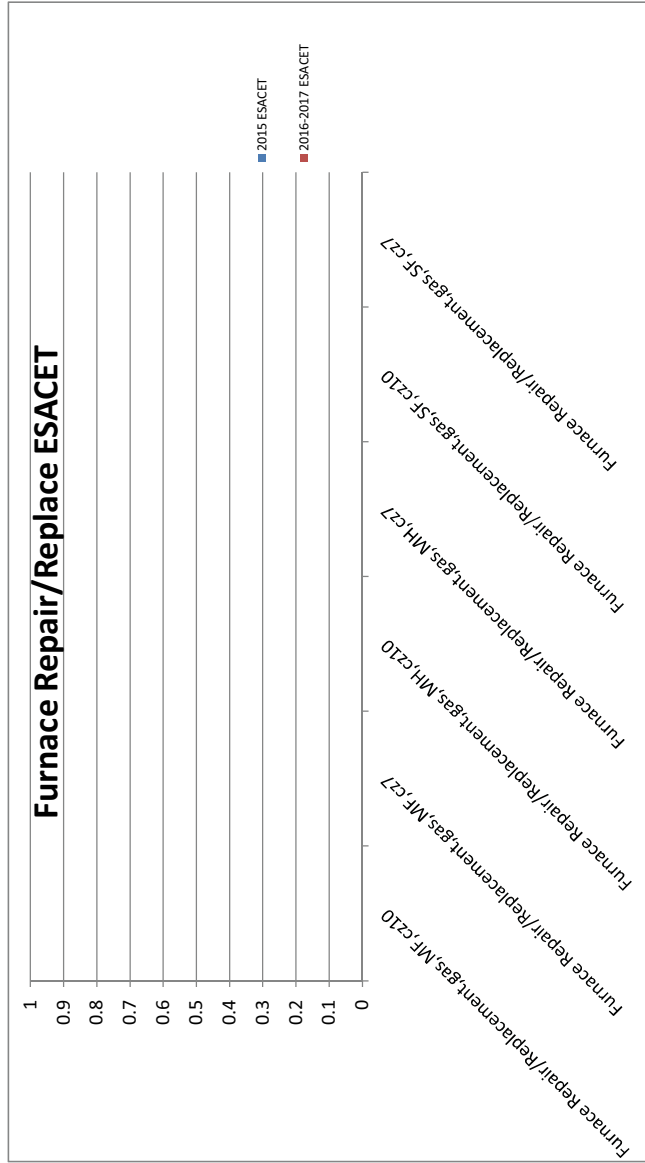 Furnace Repair/Replace ESACET
1
0.9
0.8
0.7
0.6
0.5
0.4
0.3
0.2
0.1
0
Furnace Repair/Replacement,gas,MF,cz10
Furnace Repair/Replacement,gas,MF,cz7
Furnace Repair/Replacement,gas,MH,cz10
Furnace Repair/Replacement,gas,MH,cz7
Furnace Repair/Replacement,gas,SF,cz10
Furnace Repair/Replacement,gas,SF,cz7
2015 ESACET
2016-2017 ESACET